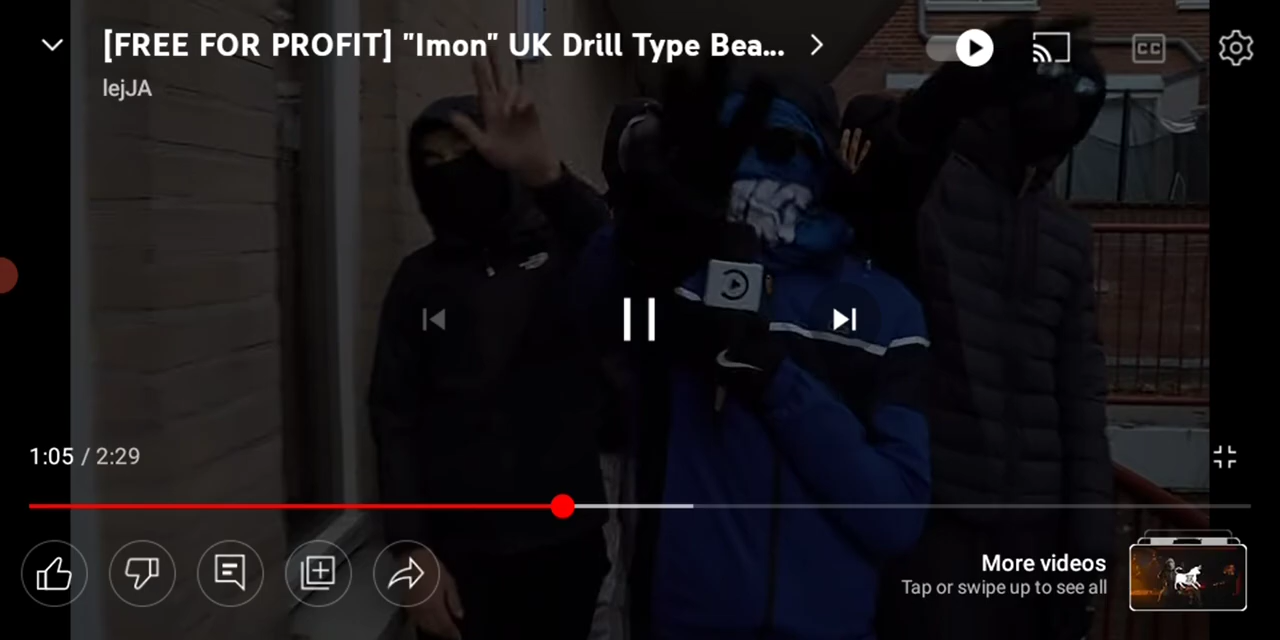 [FREE FOR PROFIT] "Imon" UK Drill Type Bea...
lejJA
CC
1:05 / 2:29
More videos
Tap or swipe up to see all